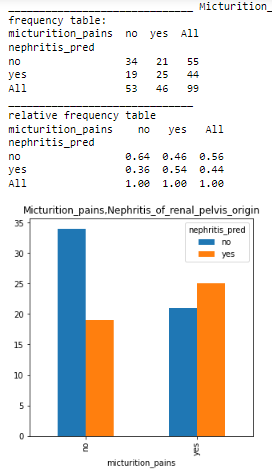 ______________________________ Micturition_
frequency table:
micturition_pains  no  yes  All
nephritis_pred
no                 34   21   55
yes                19   25   44
All                53   46   99
______________________________
relative frequency table
micturition_pains    no   yes   All
nephritis_pred
no                 0.64  0.46  0.56
yes                0.36  0.54  0.44
All                1.00  1.00  1.00
Micturition_pains,Nephritis_of_renal_pelvis_origin
nephritis_pred
no
yes
35
30
25
20
15
10
5
0
no
yes
micturition_pains